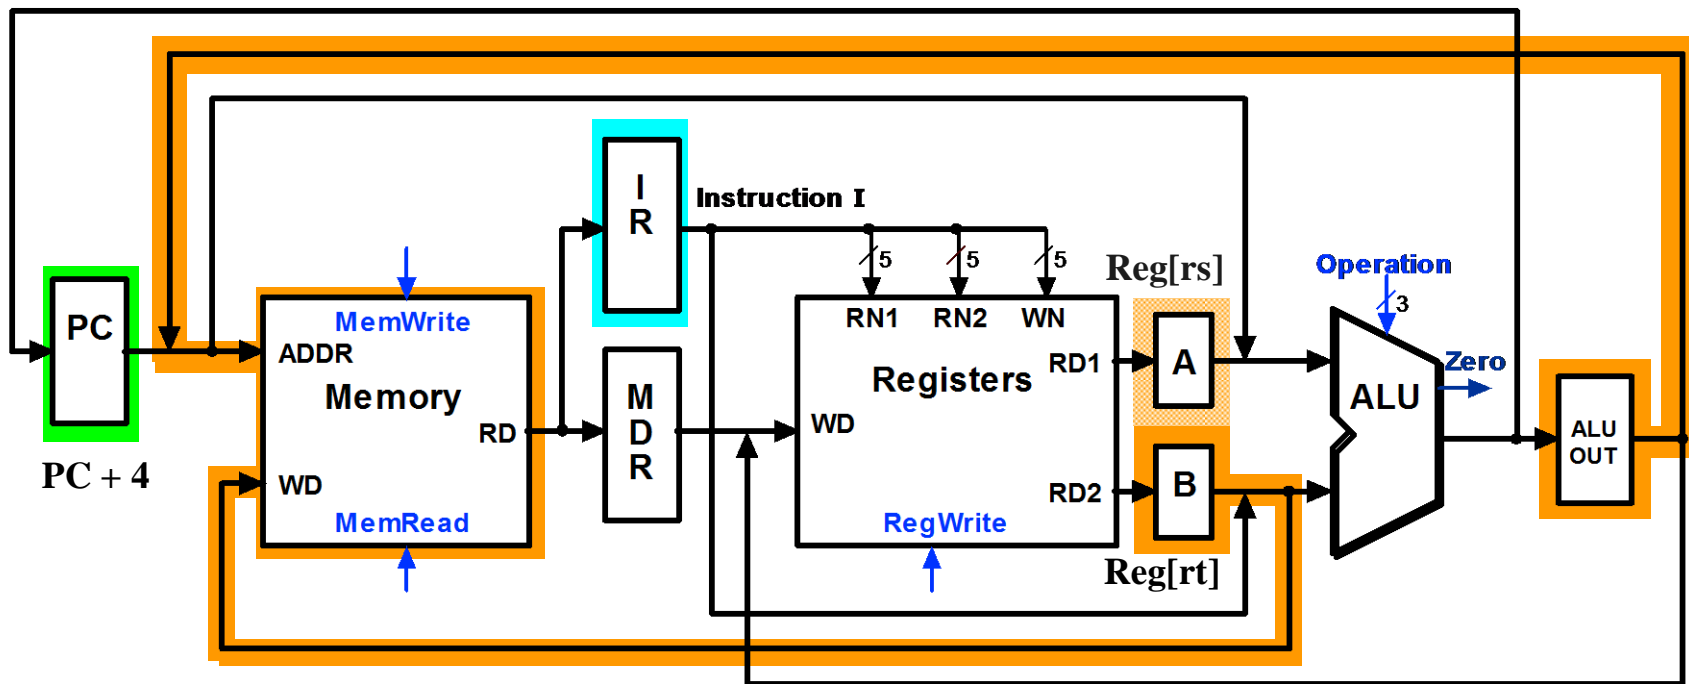 PC
PC + 4
MemWrite
ADDR
Memory
RD
WD
MemRead
I
R
Instruction I
M
D
R
5
5
5
RN1
RN2
WN
RD1
Registers
WD
RD2
RegWrite
Reg[rs]
A
B
Reg[rt]
Operation
3
Zero
ALU
ALU
OUT